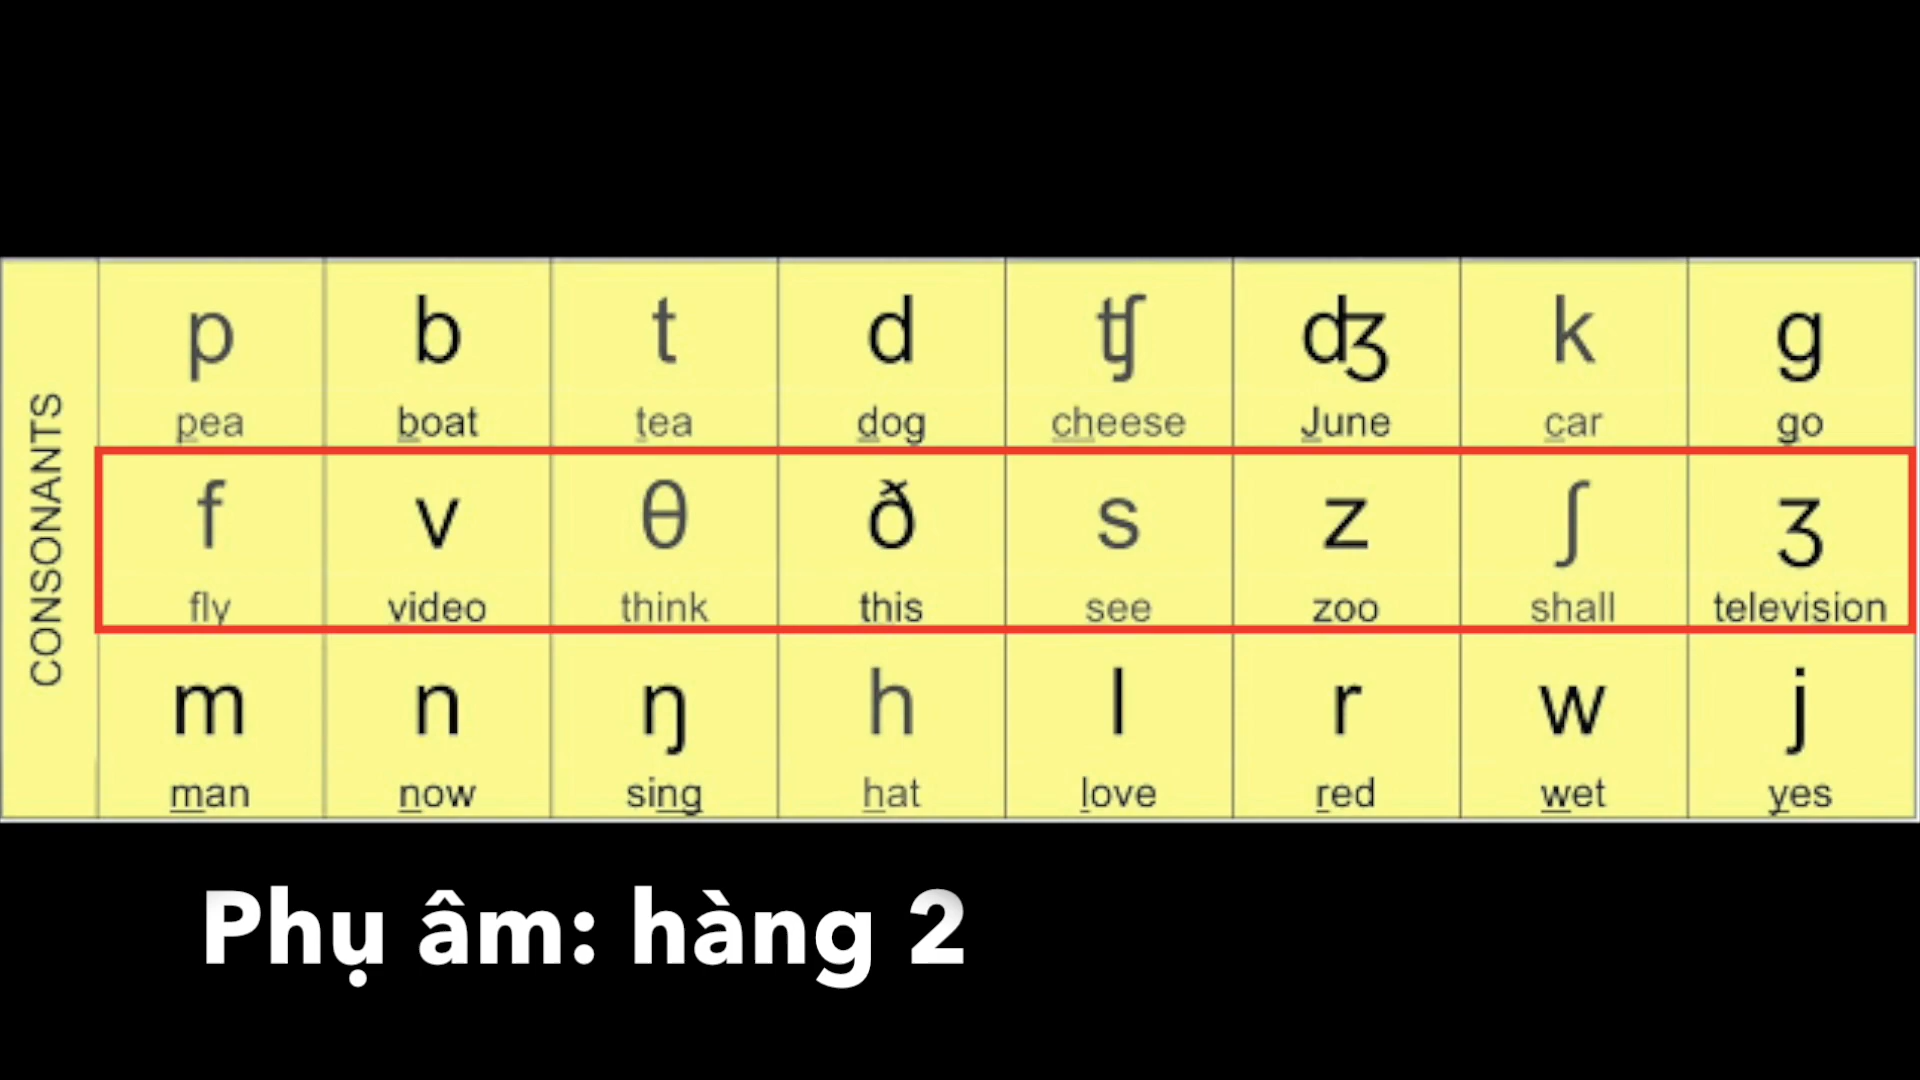 CONSONANTS
p b t d ʧ ʤ k g
pea boat tea dog cheese June car go
f v θ ð s z ʃ ʒ
fly video think this see zoo shall television
m n ŋ h l r w j
man now sing hat love red wet yes
Phụ âm: hàng 2